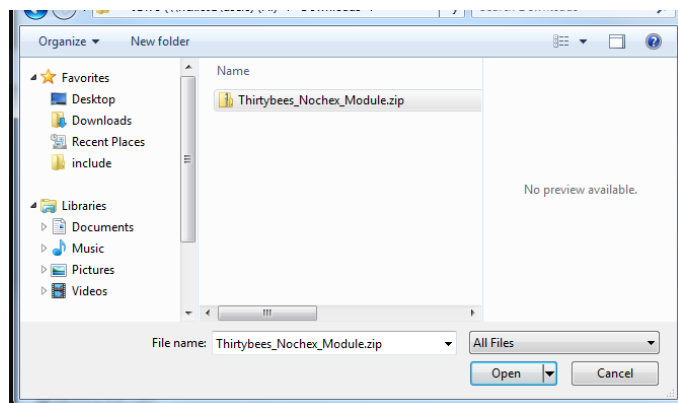 Organize
New folder
Favorites
Desktop
Downloads
Recent Places
include
Libraries
Documents
Music
Pictures
Videos
Name
Thirtybees_Nochex_Module.zip
No preview available.
File name: Thirtybees_Nochex_Module.zip
All Files
Open
Cancel